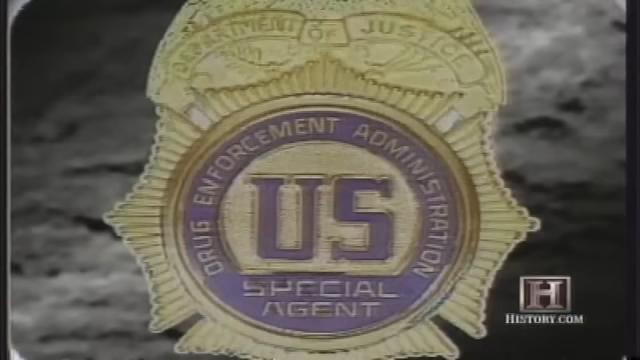 DEPARTMENT OF JUSTICE
DRUG ENFORCEMENT ADMINISTRATION
US
SPECIAL
AGENT
H
HISTORY.COM